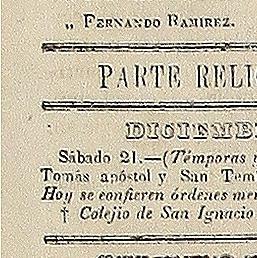 „ FERNANDO RAMIREZ.
PARTE RELI
DICIEMB
Sábado 21.—(Témporas
Tomás apóstol y San Tem
Hoy se confieren órdenes me
† Colejio de San Ignacio